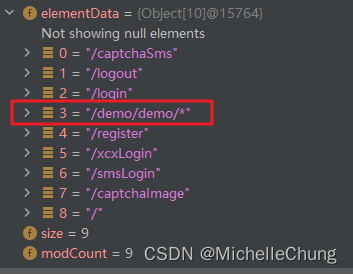 elementData = {Object[10]@15764}
Not showing null elements
0 = "/captchaSms"
1 = "/logout"
2 = "/login"
3 = "/demo/demo/*"
4 = "/register"
5 = "/xcxLogin"
6 = "/smsLogin"
7 = "/captchaImage"
8 = "/"
size = 9
modCount = 9
CSDN @MichelleChung